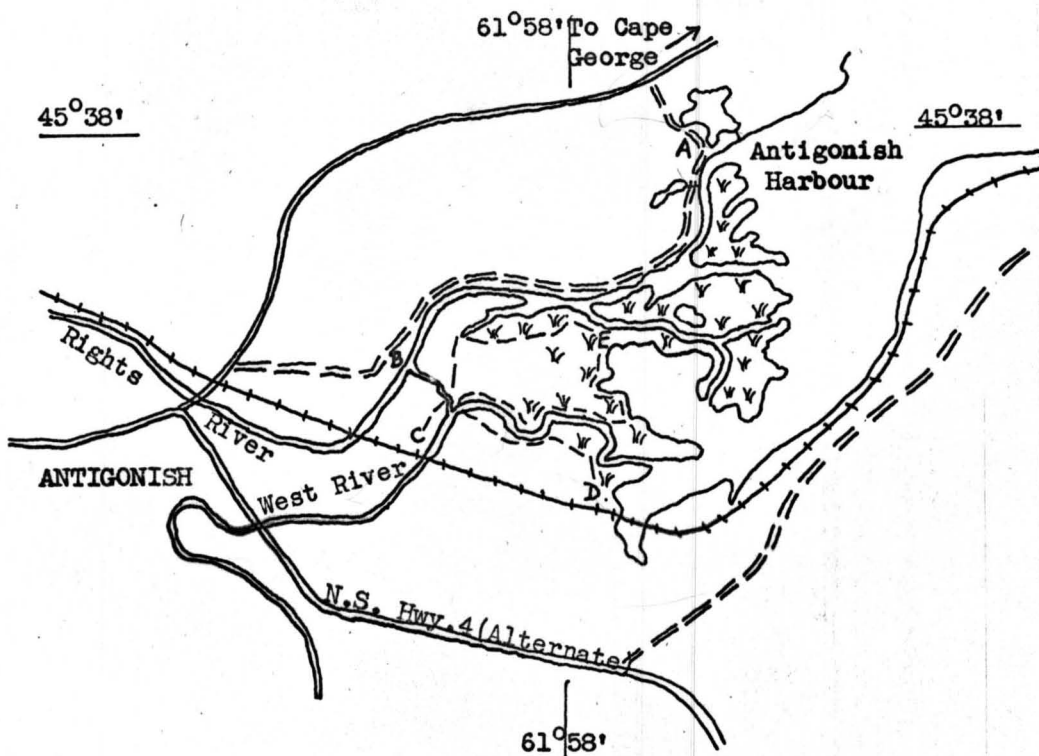 61°58' To Cape
George
45°38'
45°38'
A
Antigonish
Harbour
B
E
Rights
River
C
ANTIGONISH
West River
D
N.S. Hwy.4(Alternate)
61°58'